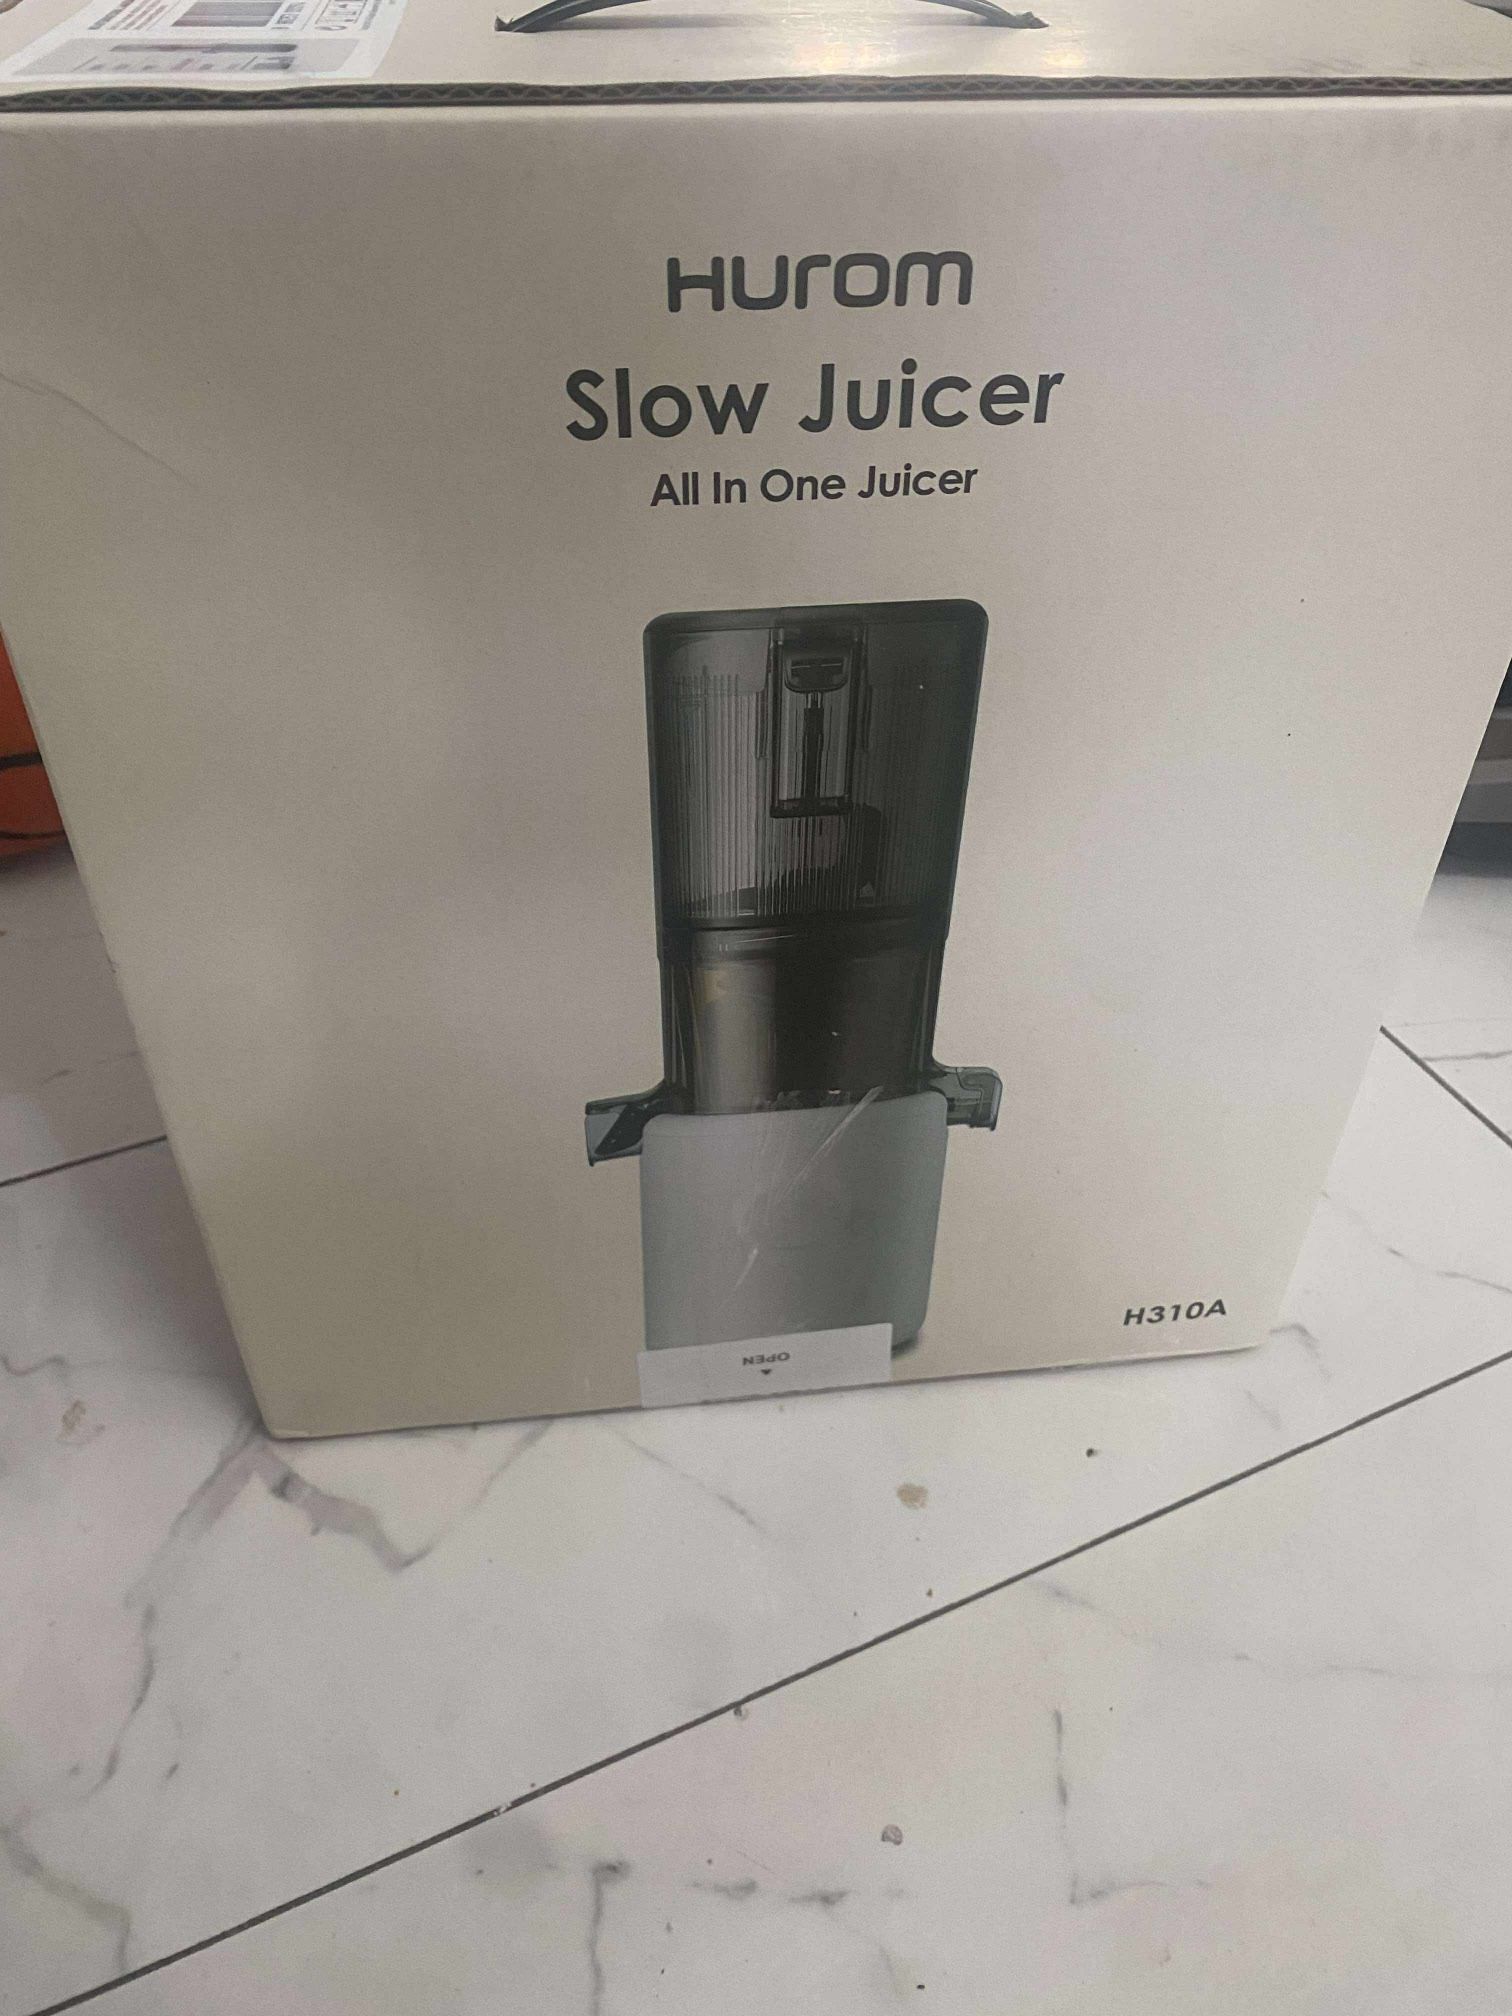 HUROM
Slow Juicer
All In One Juicer
H310A
OPEN